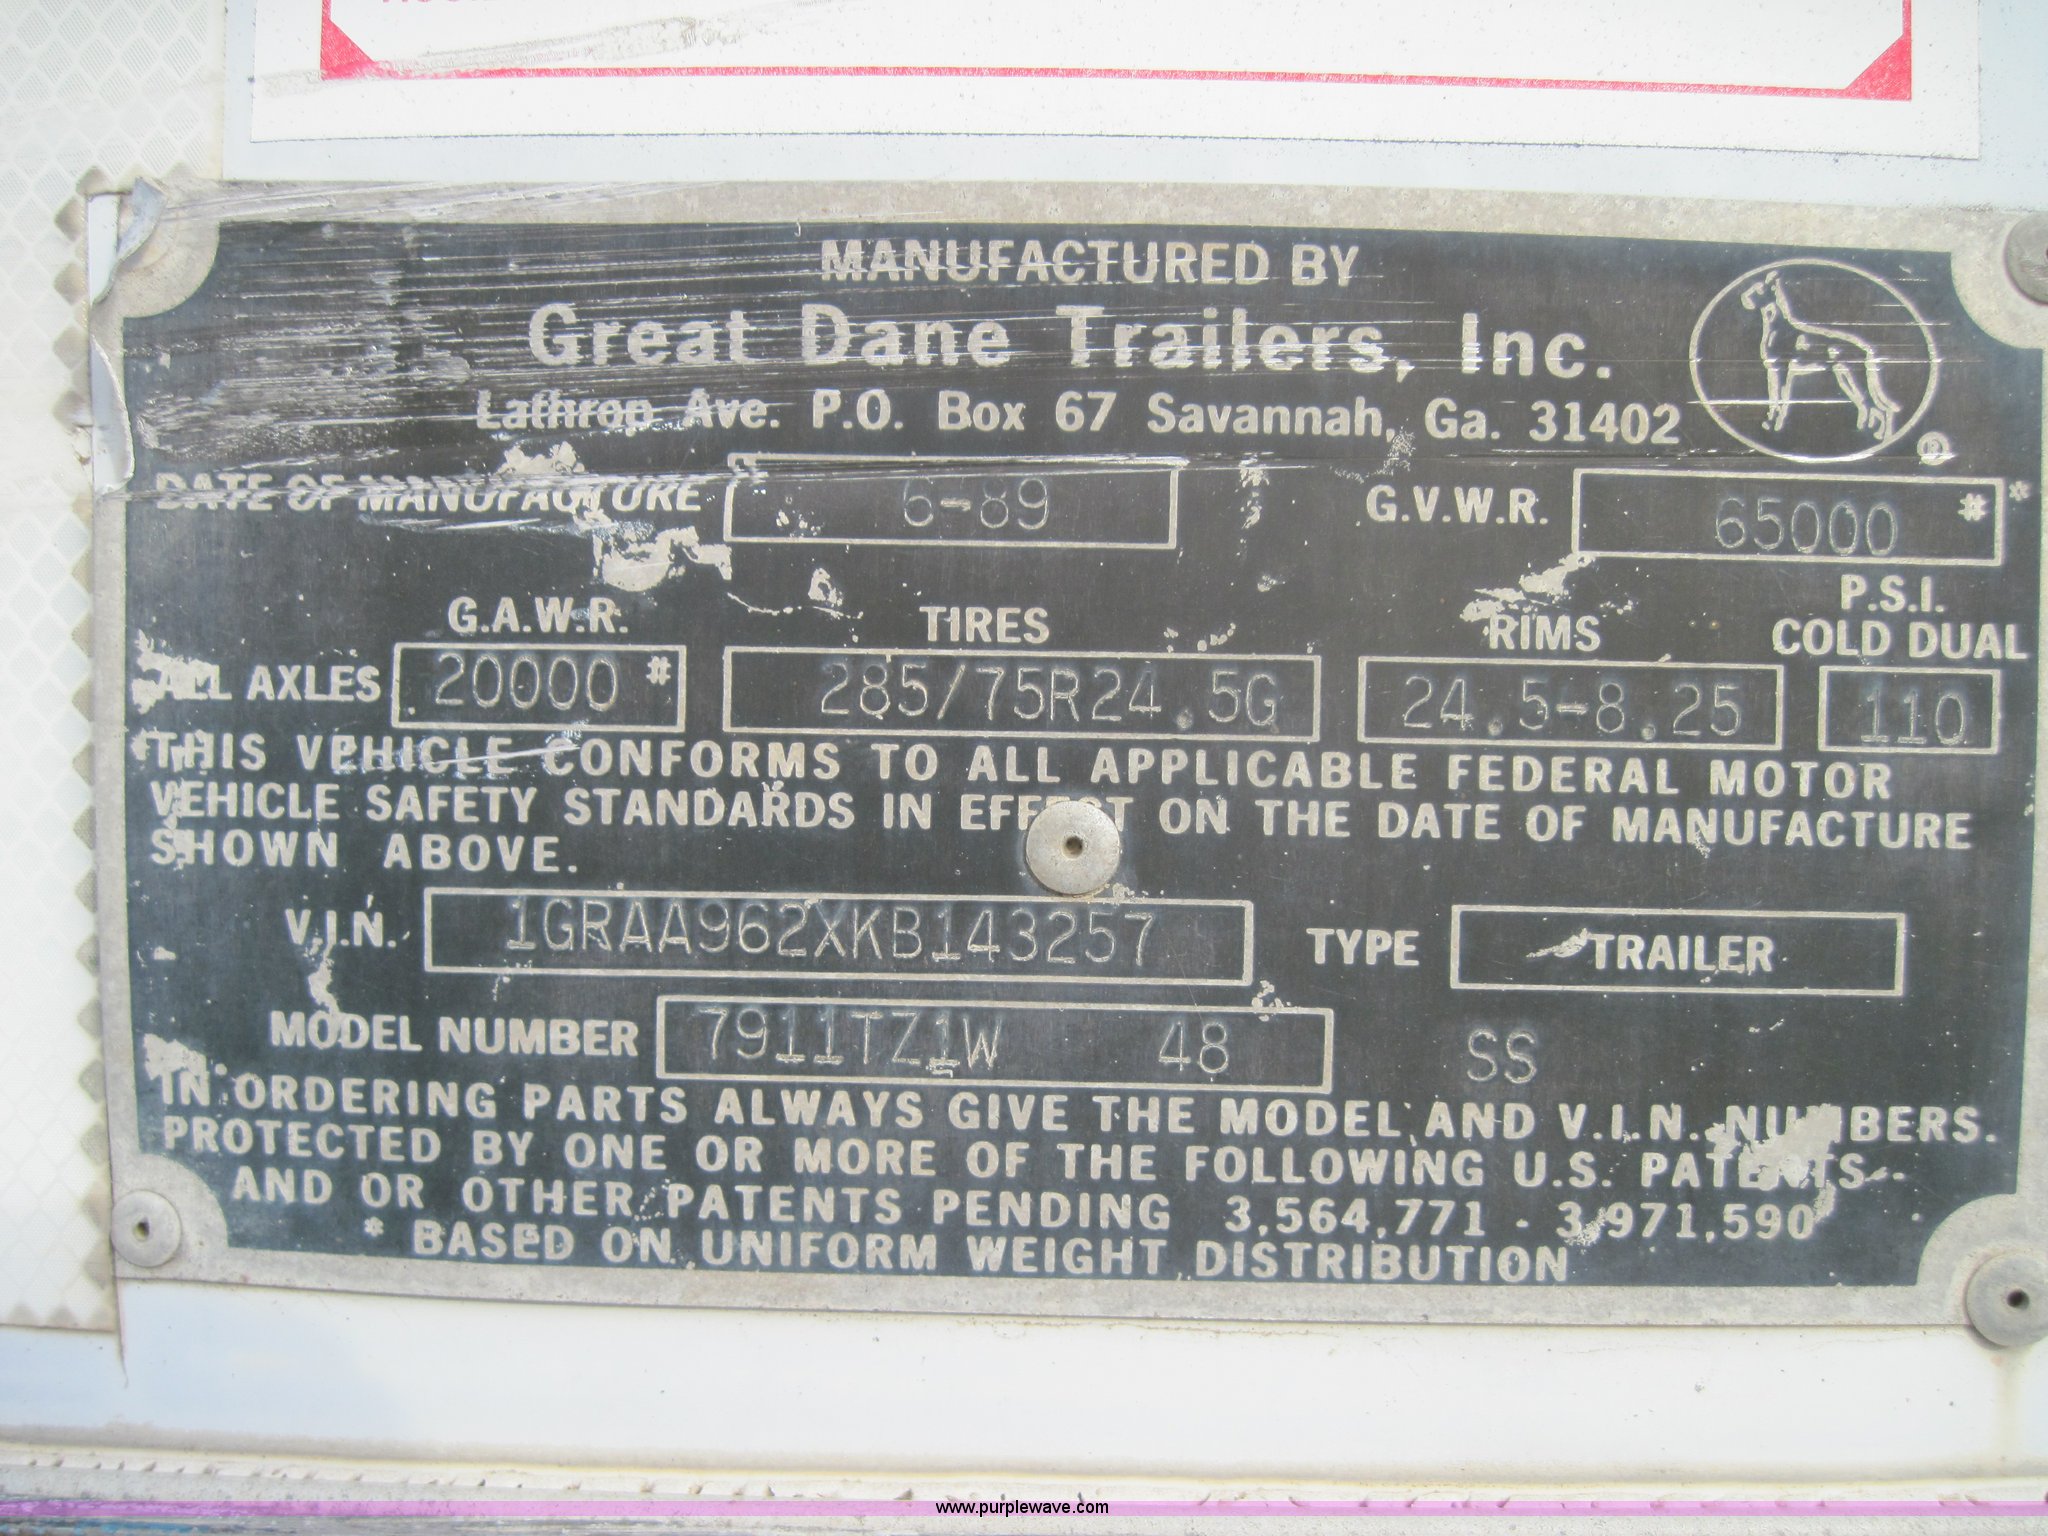 MANUFACTURED BY
Great Dane Trailers, Inc.
Lathrop Ave. P.O. Box 67 Savannah, Ga. 31402
®
DATE OF MANUFACTURE 6-89 G.V.W.R. 65000 # *
G.A.W.R. TIRES RIMS P.S.I. COLD DUAL
ALL AXLES 20000 # 285/75R24.5G 24.5-8.25 110
THIS VEHICLE CONFORMS TO ALL APPLICABLE FEDERAL MOTOR
VEHICLE SAFETY STANDARDS IN EFFECT ON THE DATE OF MANUFACTURE
SHOWN ABOVE.
V.I.N. 1GRAA962XKB143257 TYPE TRAILER
MODEL NUMBER 7911TZ1W 48 SS
IN ORDERING PARTS ALWAYS GIVE THE MODEL AND V.I.N. NUMBERS.
PROTECTED BY ONE OR MORE OF THE FOLLOWING U.S. PATENTS--
AND OR OTHER PATENTS PENDING 3,564,771 - 3,971,590
* BASED ON UNIFORM WEIGHT DISTRIBUTION
www.purplewave.com